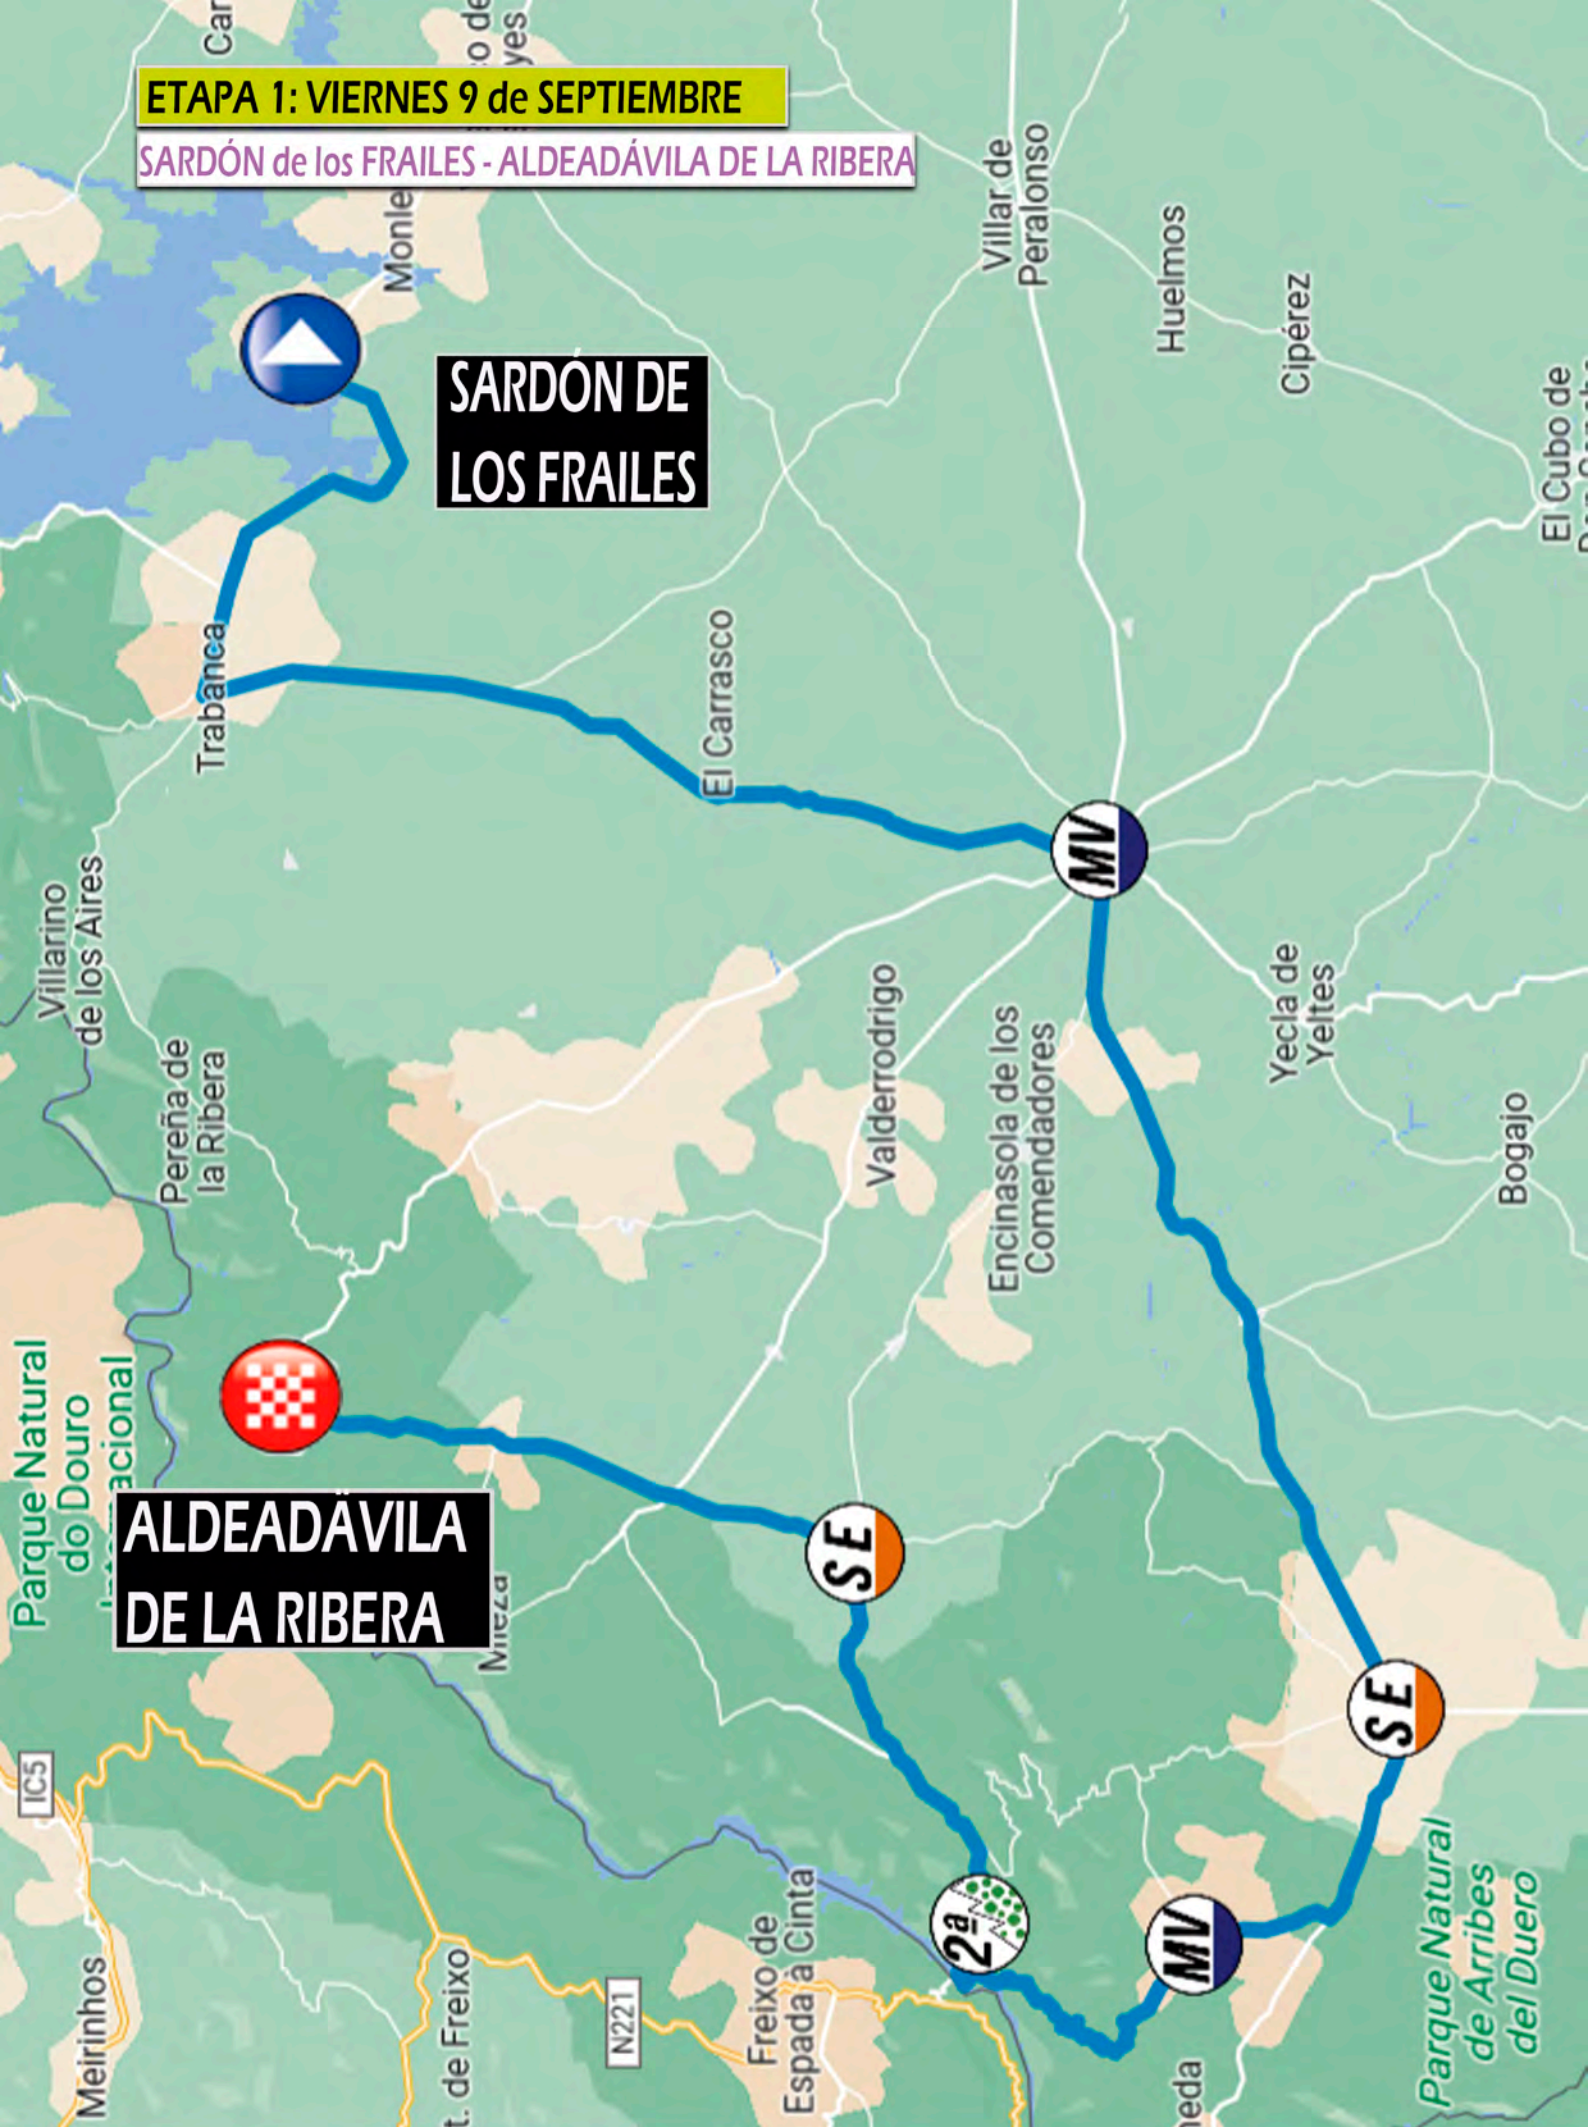 ETAPA 1: VIERNES 9 de SEPTIEMBRE
SARDÓN de los FRAILES - ALDEADÁVILA DE LA RIBERA
Villar de
Peralonso
Huelmos
Cipérez
El Cubo de
SARDÓN DE
LOS FRAILES
Trabanca
El Carrasco
MV
Villarino
de los Aires
Pereña de
la Ribera
Valderrodrigo
Encinasola de los
Comendadores
Yecla de
Yeltes
Bogajo
Parque Natural
do Douro
ALDEADÁVILA
DE LA RIBERA
SE
SE
IC5
2ª
MV
Parque Natural
de Arribes
del Duero
Meirinhos
N221
Freixo de
Espada à Cinta